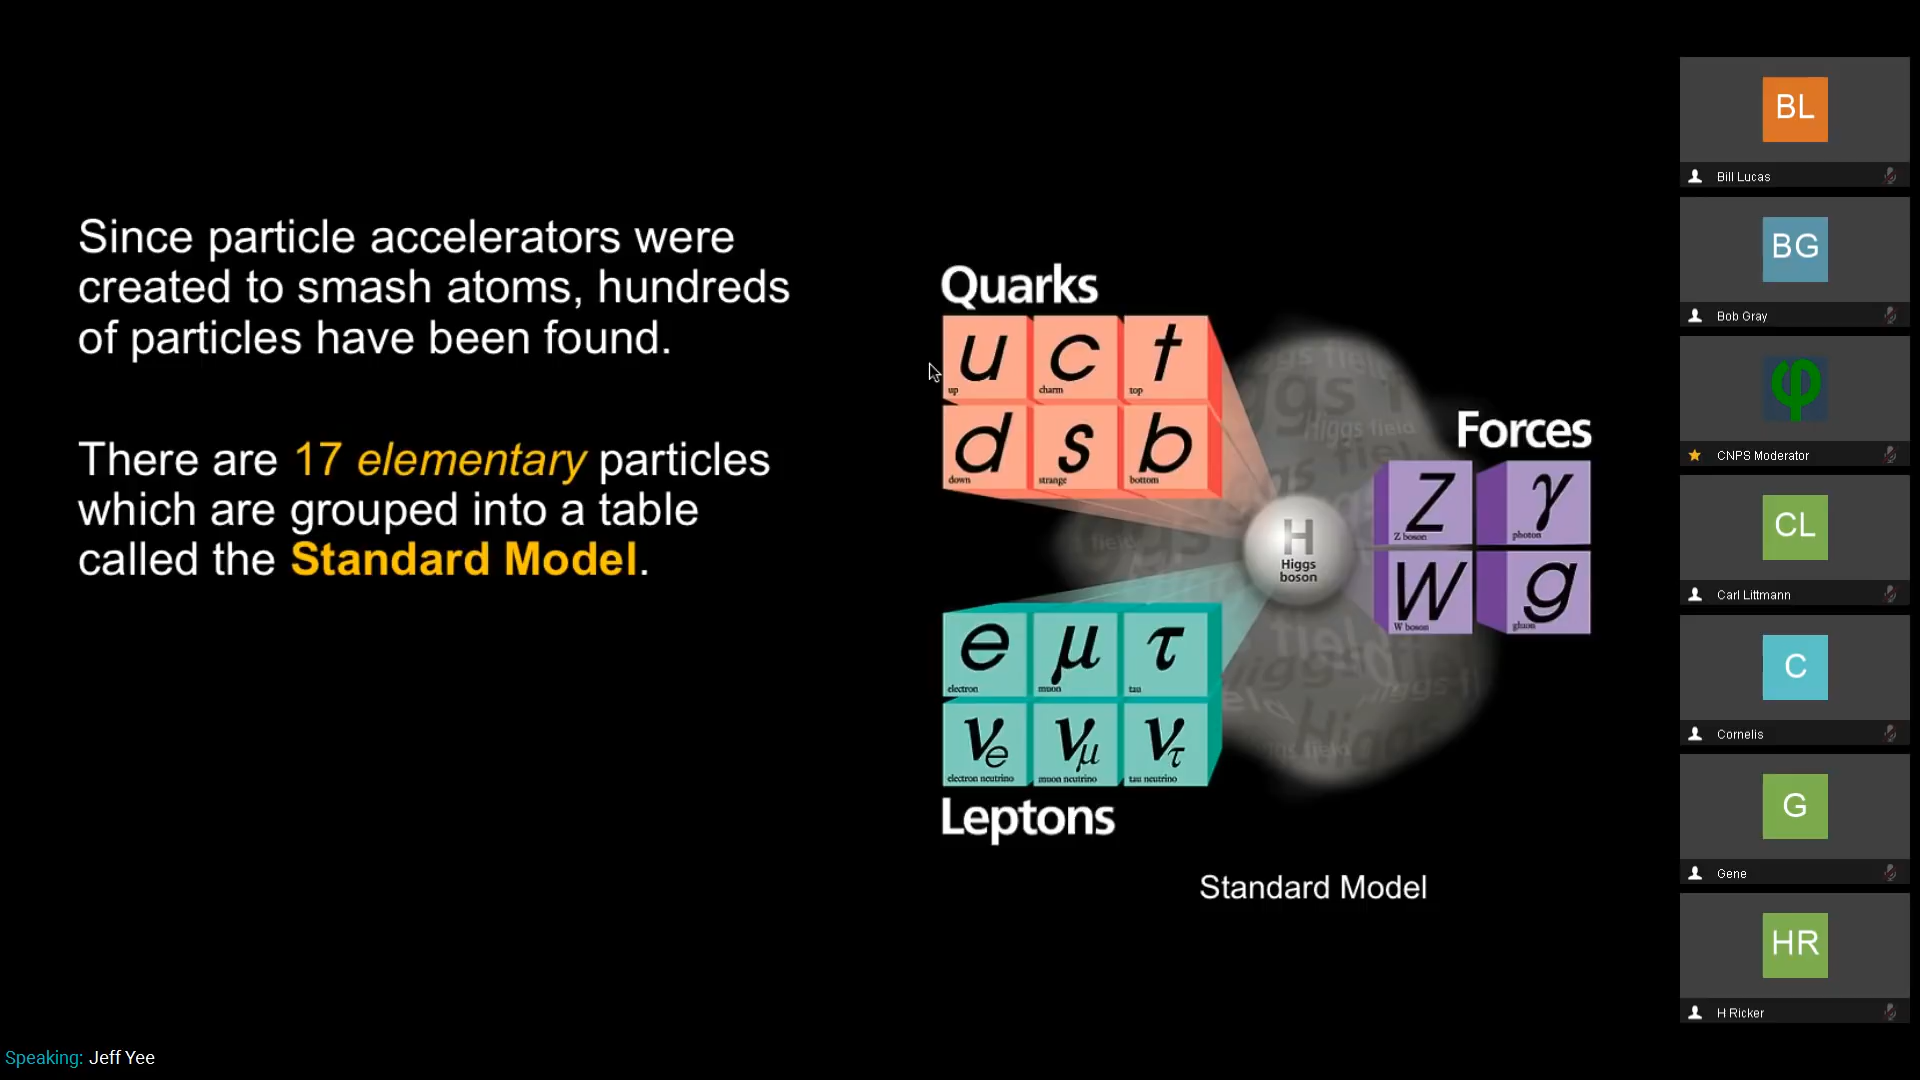 Since particle accelerators were
created to smash atoms, hundreds
of particles have been found.
There are 17 elementary particles
which are grouped into a table
called the Standard Model.
Quarks
u c t
up charm top
d s b
down strange bottom
Forces
Z γ
Z boson photon
W g
W boson gluon
H
Higgs
boson
e μ τ
electron muon tau
νe νμ ντ
electron neutrino muon neutrino tau neutrino
Leptons
Standard Model
Higgs field
BL
Bill Lucas
BG
Bob Gray
φ
CNPS Moderator
CL
Carl Littmann
C
Cornelis
G
Gene
HR
H Ricker
Speaking: Jeff Yee